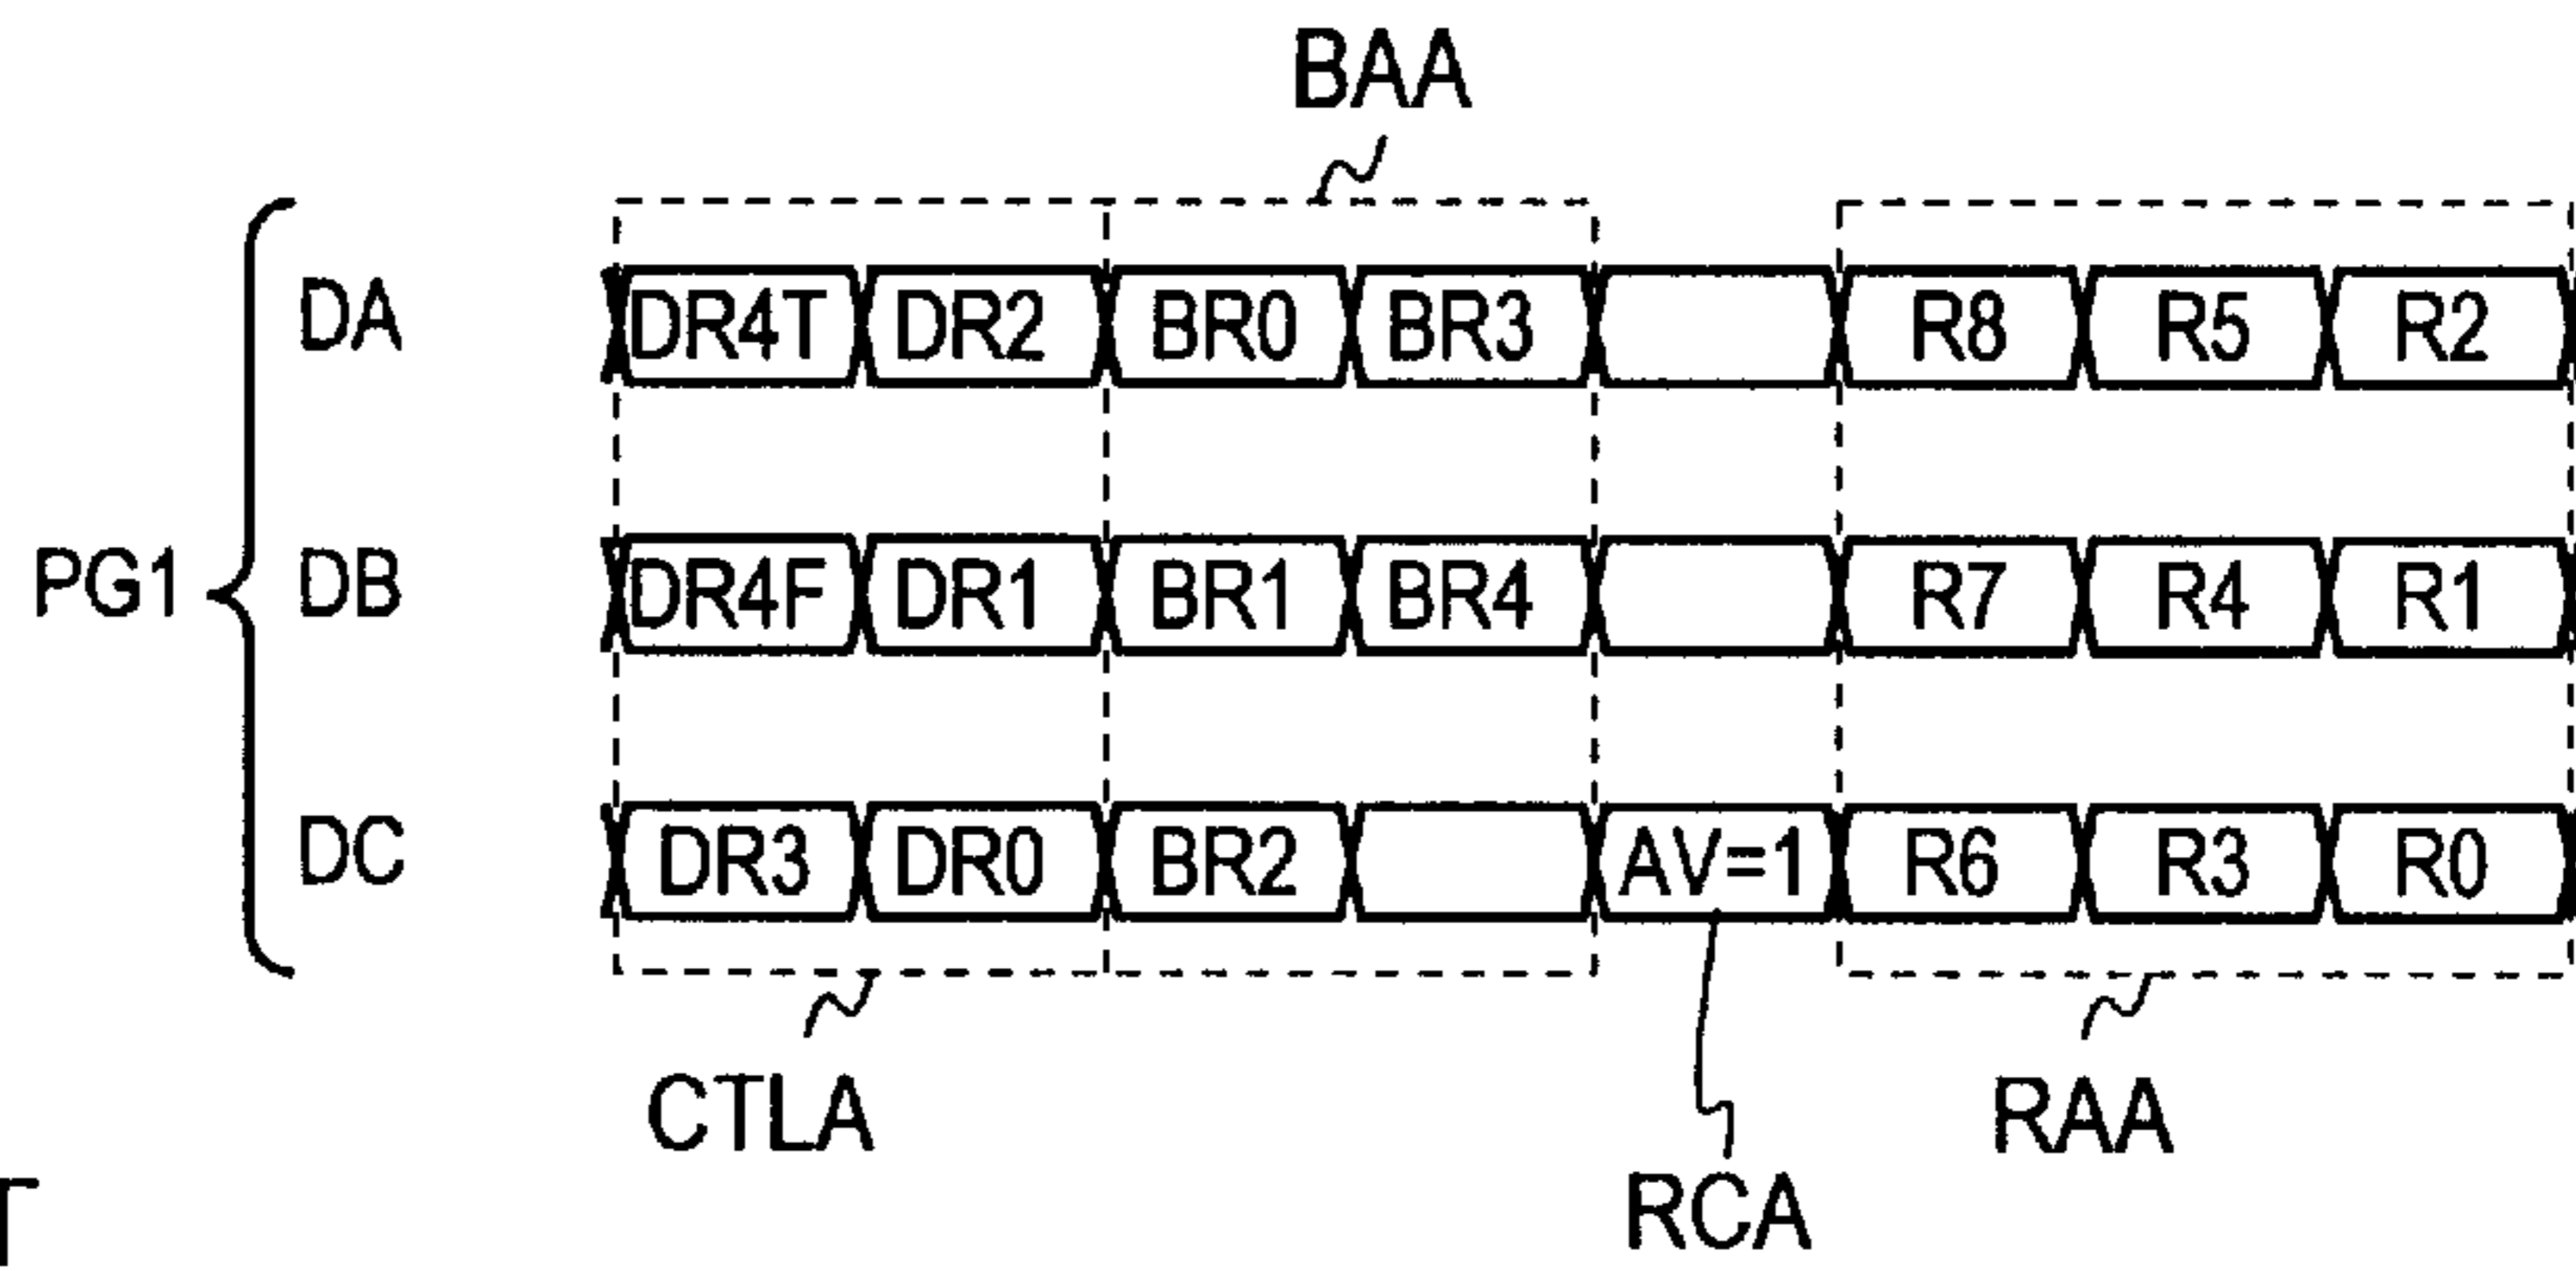 BAA
DA DR4T DR2 BR0 BR3 R8 R5 R2
PG1 DB DR4F DR1 BR1 BR4 R7 R4 R1
DC DR3 DR0 BR2 AV=1 R6 R3 R0
CTLA RAA
RCA
T